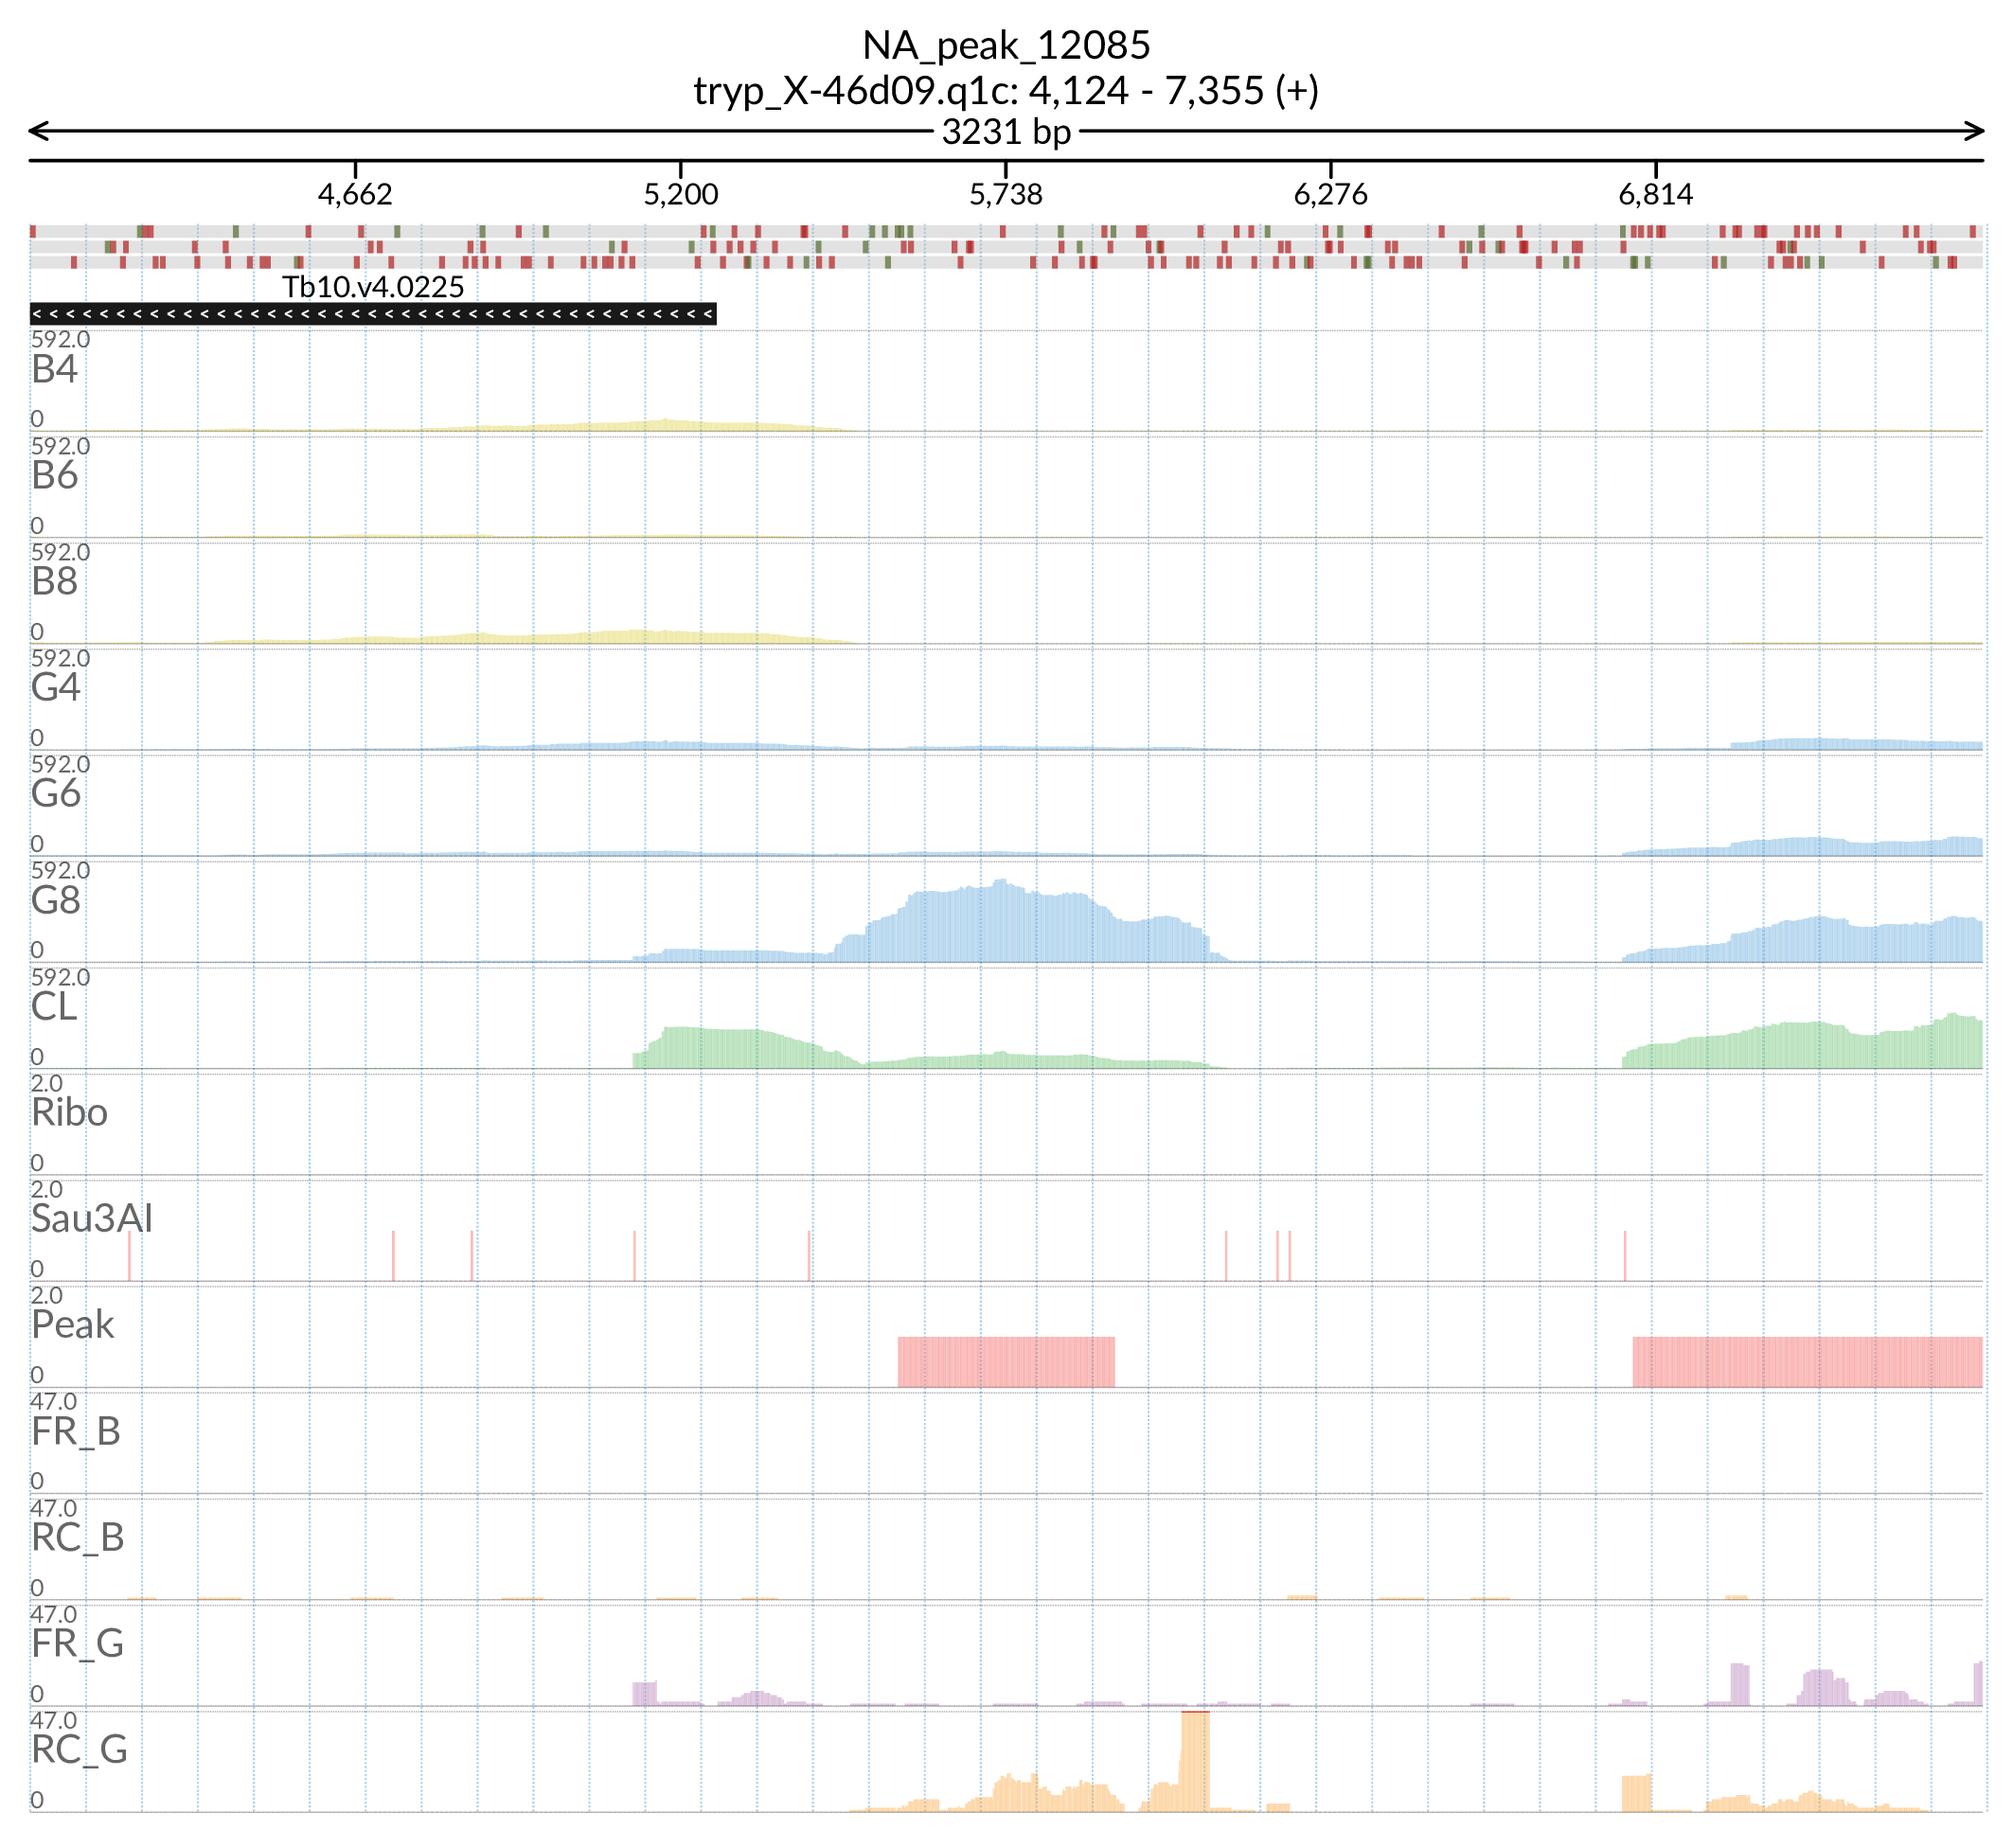 NA_peak_12085
tryp_X-46d09.q1c: 4,124 - 7,355 (+)
3231 bp
4,662 5,200 5,738 6,276 6,814
Tb10.v4.0225
592.0
B4
0
592.0
B6
0
592.0
B8
0
592.0
G4
0
592.0
G6
0
592.0
G8
0
592.0
CL
0
2.0
Ribo
0
2.0
Sau3AI
0
2.0
Peak
0
47.0
FR_B
0
47.0
RC_B
0
47.0
FR_G
0
47.0
RC_G
0